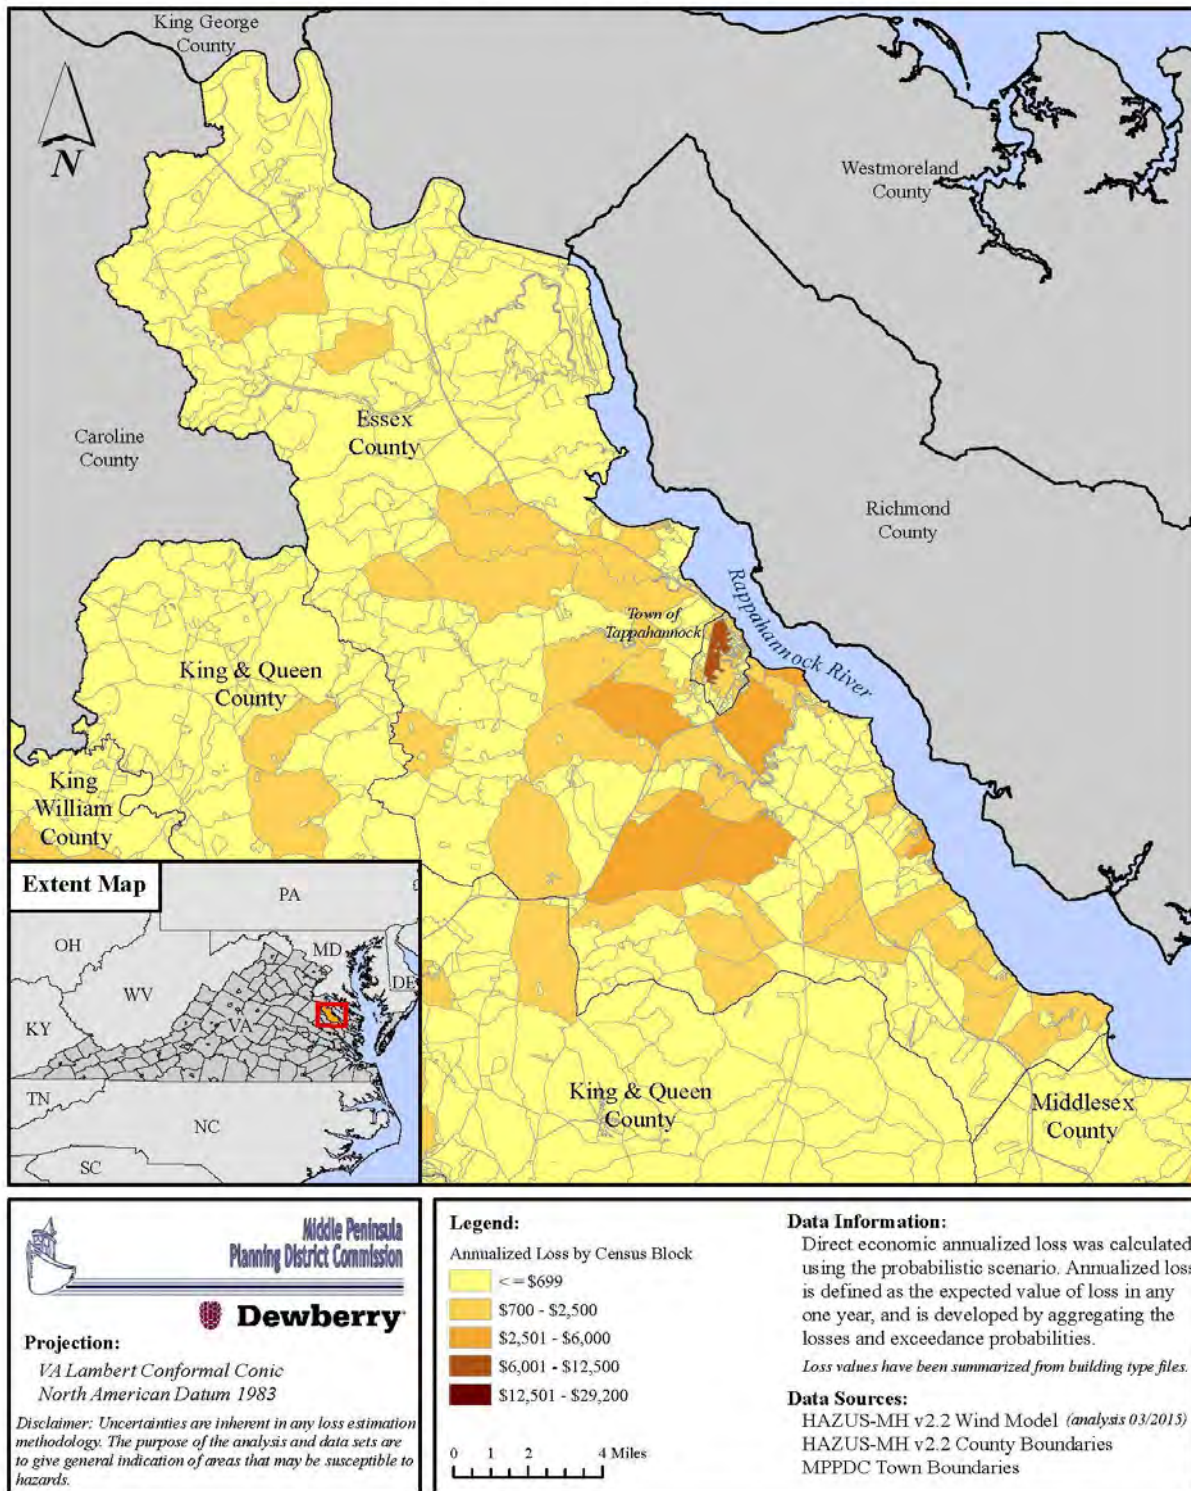 King George
County
N
Westmoreland
County
Essex
County
Caroline
County
Richmond
County
Rappahannock River
Town of
Tappahannock
King & Queen
County
King
William
County
Extent Map
PA
OH
MD
DE
WV
KY
VA
TN
NC
SC
King & Queen
County
Middlesex
County
Middle Peninsula
Planning District Commission
Dewberry
Projection:
VA Lambert Conformal Conic
North American Datum 1983
Disclaimer: Uncertainties are inherent in any loss estimation
methodology. The purpose of the analysis and data sets are
to give general indication of areas that may be susceptible to
hazards.
Legend:
Annualized Loss by Census Block
< = $699
$700 - $2,500
$2,501 - $6,000
$6,001 - $12,500
$12,501 - $29,200
0 1 2 4 Miles
Data Information:
Direct economic annualized loss was calculated
using the probabilistic scenario. Annualized loss
is defined as the expected value of loss in any
one year, and is developed by aggregating the
losses and exceedance probabilities.
Loss values have been summarized from building type files.
Data Sources:
HAZUS-MH v2.2 Wind Model (analysis 03/2015)
HAZUS-MH v2.2 County Boundaries
MPPDC Town Boundaries